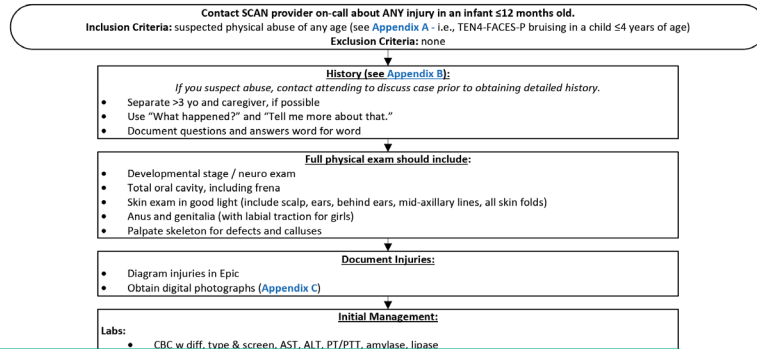 Contact SCAN provider on-call about ANY injury in an infant ≤12 months old.
Inclusion Criteria: suspected physical abuse of any age (see Appendix A - i.e., TEN4-FACES-P bruising in a child ≤4 years of age)
Exclusion Criteria: none
History (see Appendix B):
If you suspect abuse, contact attending to discuss case prior to obtaining detailed history.
• Separate >3 yo and caregiver, if possible
• Use “What happened?” and “Tell me more about that.”
• Document questions and answers word for word
Full physical exam should include:
• Developmental stage / neuro exam
• Total oral cavity, including frena
• Skin exam in good light (include scalp, ears, behind ears, mid-axillary lines, all skin folds)
• Anus and genitalia (with labial traction for girls)
• Palpate skeleton for defects and calluses
Document Injuries:
• Diagram injuries in Epic
• Obtain digital photographs (Appendix C)
Initial Management:
Labs:
• CBC w diff, type & screen, AST, ALT, PT/PTT, amylase, lipase